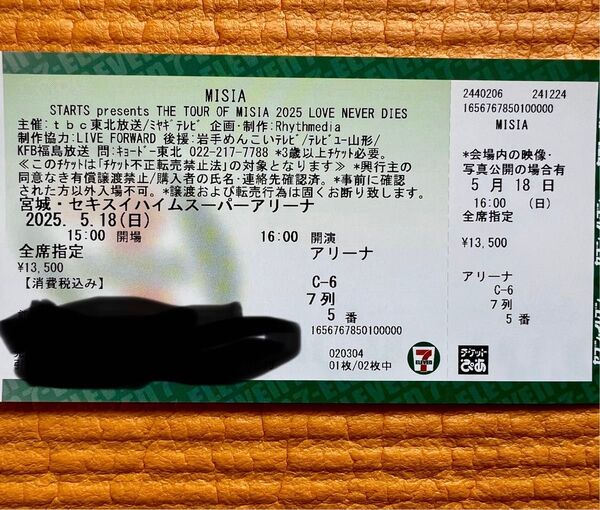 MISIA
STARTS presents THE TOUR OF MISIA 2025 LOVE NEVER DIES
主催:tbc東北放送/ミヤギテレビ 企画・制作:Rhythmedia
制作協力:LIVE FORWARD 後援:岩手めんこいテレビ/テレビユー山形/
KFB福島放送 問:キョードー東北 022-217-7788 *3歳以上チケット必要。
≪このチケットは「チケット不正転売禁止法」の対象となります≫ *興行主の
同意なき有償譲渡禁止/購入者の氏名・連絡先確認済。*事前に確認
された方以外入場不可。*譲渡および転売行為は固くお断り致します。
宮城・セキスイハイムスーパーアリーナ
2025. 5.18(日)
15:00 開場 16:00 開演
全席指定 アリーナ
¥13,500
【消費税込み】 C-6
7列
5 番
1656767850100000
020304
01枚/02枚中
7
ELEVEN
チケット
ぴあ
2440206 241224
1656767850100000
MISIA
*会場内の映像・
写真公開の場合有
5 月 18 日
16:00 (日)
全席指定
¥13,500
アリーナ
C-6
7列
5 番